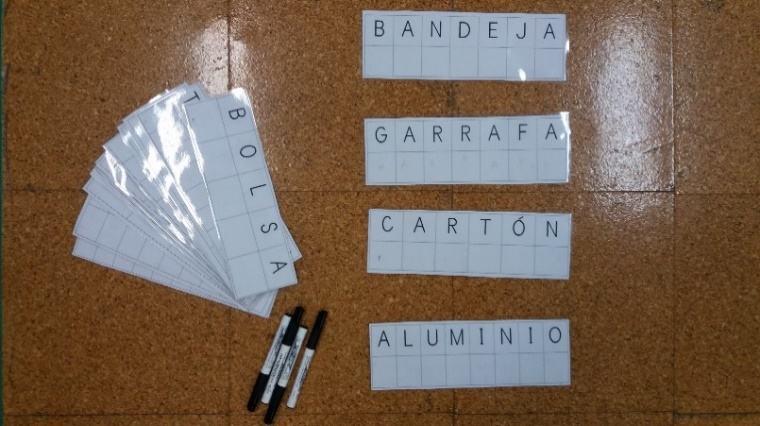 BANDEJA
GARRAFA
CARTÓN
ALUMINIO
BOLSA
T